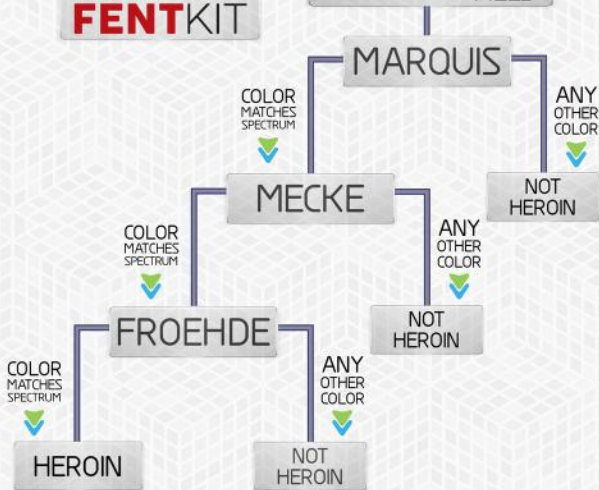 FENTKIT
MARQUIS
COLOR
MATCHES
SPECTRUM
ANY
OTHER
COLOR
MECKE
NOT
HEROIN
COLOR
MATCHES
SPECTRUM
ANY
OTHER
COLOR
FROEHDE
NOT
HEROIN
COLOR
MATCHES
SPECTRUM
ANY
OTHER
COLOR
HEROIN
NOT
HEROIN